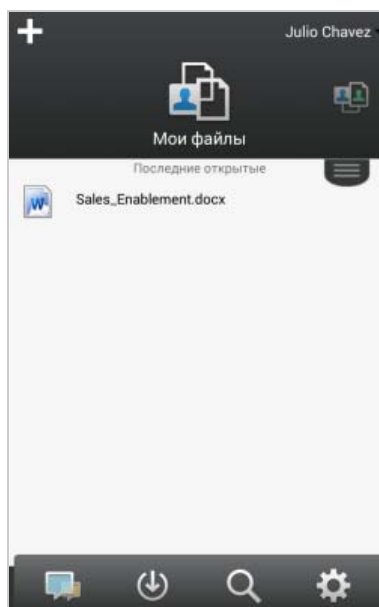 Julio Chavez
Мои файлы
Последние открытые
W
Sales_Enablement.docx